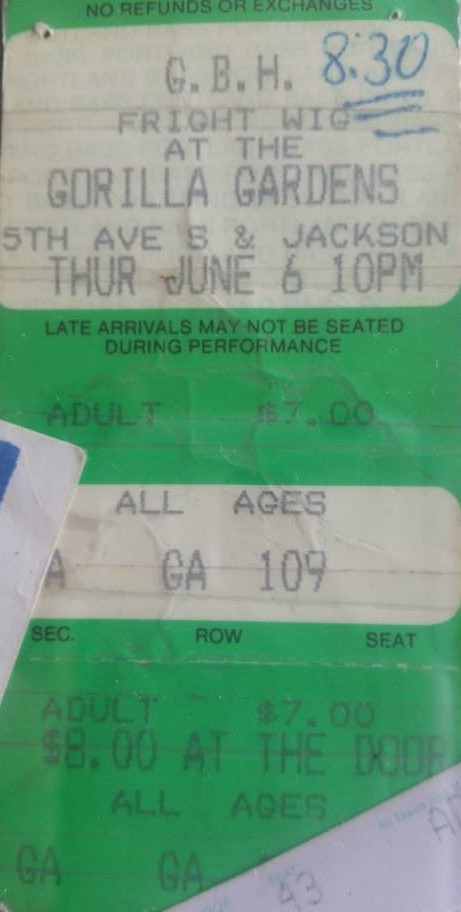 NO REFUNDS OR EXCHANGES
G.B.H. 8:30
FRIGHT WIG
AT THE
GORILLA GARDENS
5TH AVE S & JACKSON
THUR JUNE 6 10PM
LATE ARRIVALS MAY NOT BE SEATED
DURING PERFORMANCE
ADULT $7.00
ALL AGES
A GA 109
SEC. ROW SEAT
ADULT $7.00
$8.00 AT THE DOOR
ALL AGES
GA GA
SEAT
43